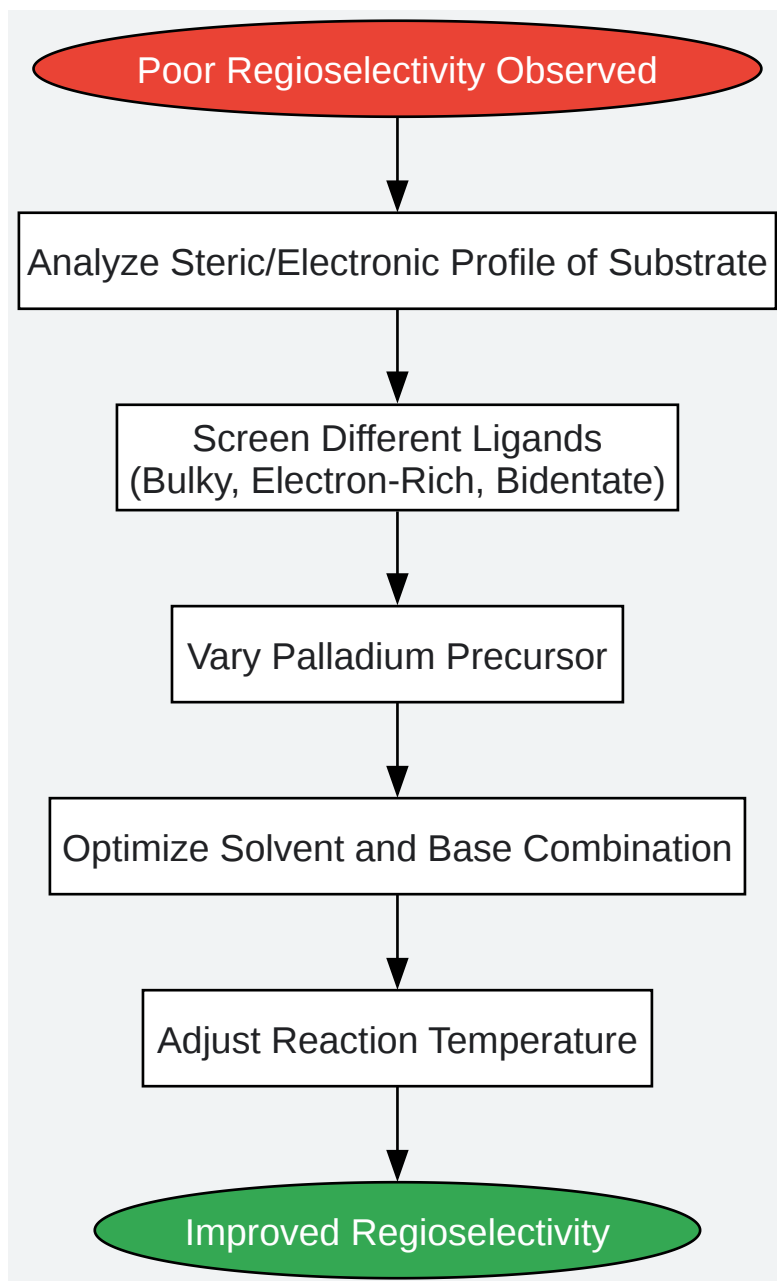 Poor Regioselectivity Observed
Analyze Steric/Electronic Profile of Substrate
Screen Different Ligands
(Bulky, Electron-Rich, Bidentate)
Vary Palladium Precursor
Optimize Solvent and Base Combination
Adjust Reaction Temperature
Improved Regioselectivity